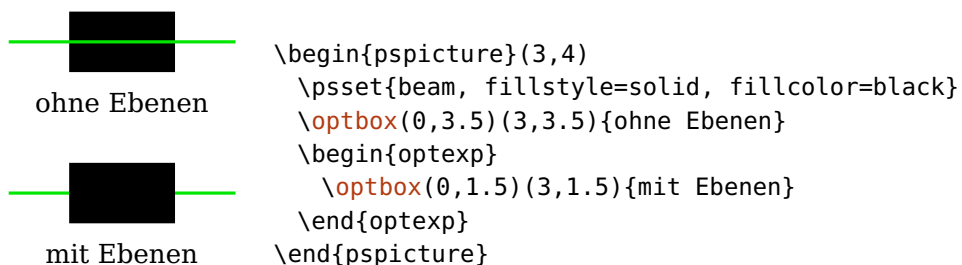 ohne Ebenen
mit Ebenen
\begin{pspicture}(3,4)
  \psset{beam, fillstyle=solid, fillcolor=black}
  \optbox(0,3.5)(3,3.5){ohne Ebenen}
  \begin{optexp}
    \optbox(0,1.5)(3,1.5){mit Ebenen}
  \end{optexp}
\end{pspicture}